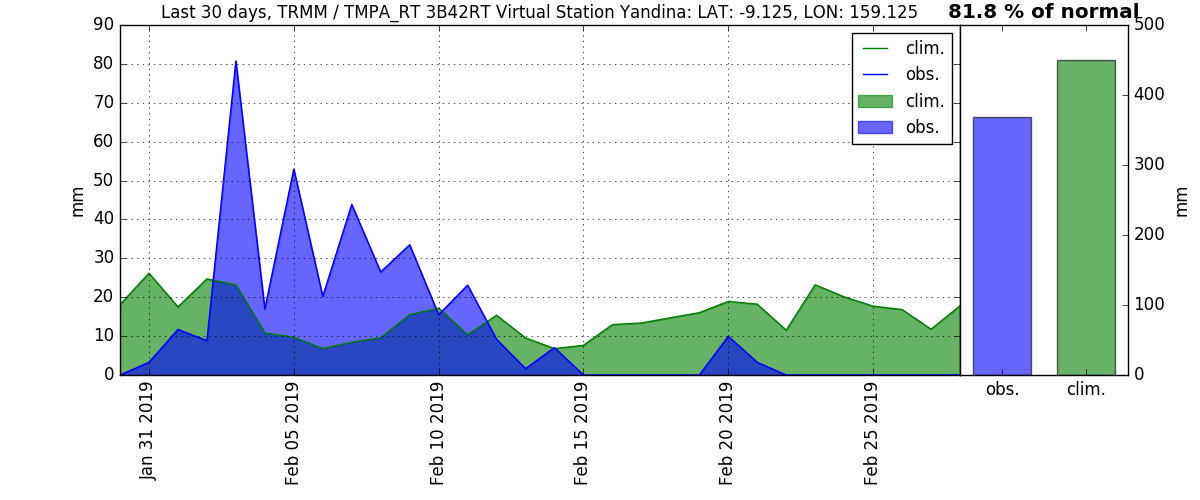 Last 30 days, TRMM / TMPA_RT 3B42RT Virtual Station Yandina: LAT: -9.125, LON: 159.125
81.8 % of normal
90
80
70
60
50
40
30
20
10
0
mm
clim.
obs.
clim.
obs.
Jan 31 2019
Feb 05 2019
Feb 10 2019
Feb 15 2019
Feb 20 2019
Feb 25 2019
500
400
300
200
100
0
mm
obs.
clim.